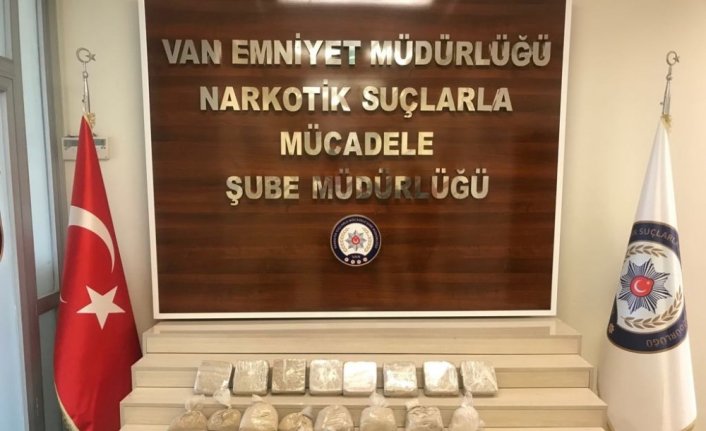 VAN EMNİYET MÜDÜRLÜĞÜ
NARKOTİK SUÇLARLA
MÜCADELE
ŞUBE MÜDÜRLÜĞÜ